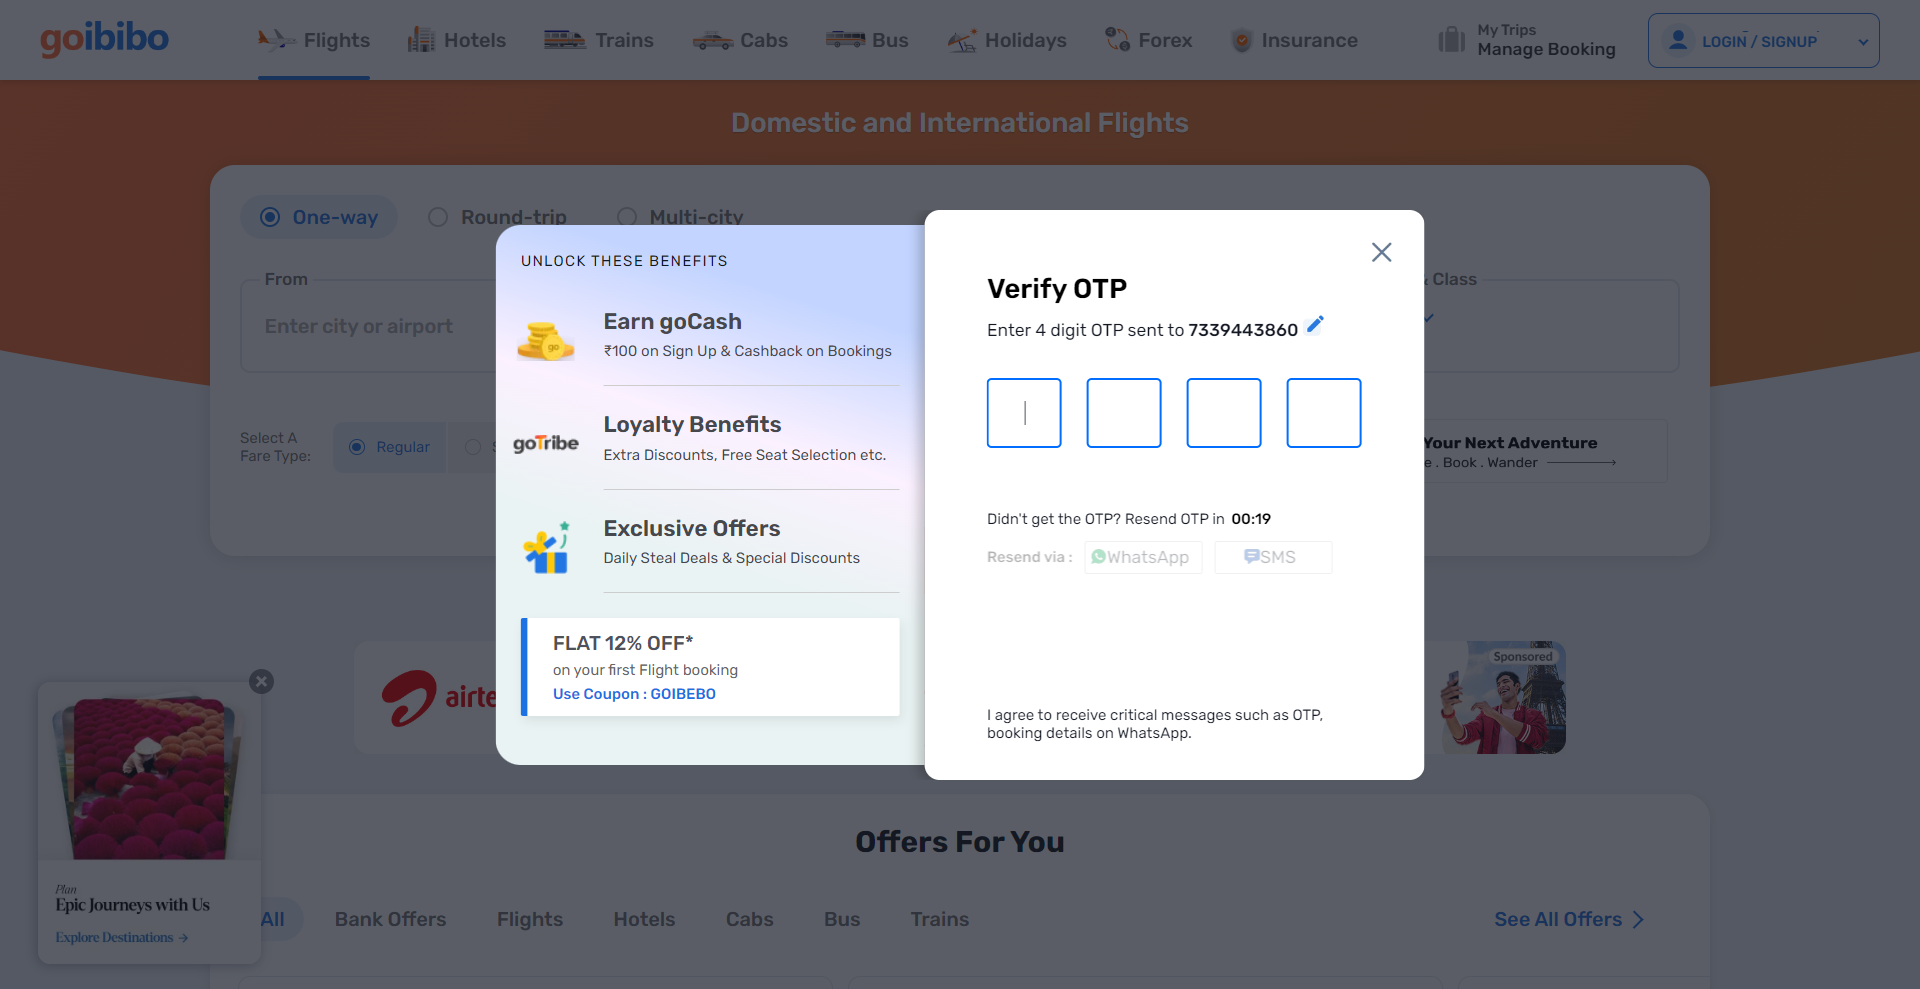 goibibo
Flights
Hotels
Trains
Cabs
Bus
Holidays
Forex
Insurance
My Trips
Manage Booking
LOGIN / SIGNUP
Domestic and International Flights
One-way
Round-trip
Multi-city
From
Enter city or airport
& Class
Select A
Fare Type:
Regular
Your Next Adventure
. Book . Wander
UNLOCK THESE BENEFITS
Earn goCash
₹100 on Sign Up & Cashback on Bookings
goTribe
Loyalty Benefits
Extra Discounts, Free Seat Selection etc.
Exclusive Offers
Daily Steal Deals & Special Discounts
FLAT 12% OFF*
on your first Flight booking
Use Coupon : GOIBEBO
Verify OTP
Enter 4 digit OTP sent to 7339443860
Didn't get the OTP? Resend OTP in 00:19
Resend via :
WhatsApp
SMS
I agree to receive critical messages such as OTP,
booking details on WhatsApp.
Sponsored
Plan
Epic Journeys with Us
Explore Destinations →
Offers For You
All
Bank Offers
Flights
Hotels
Cabs
Bus
Trains
See All Offers